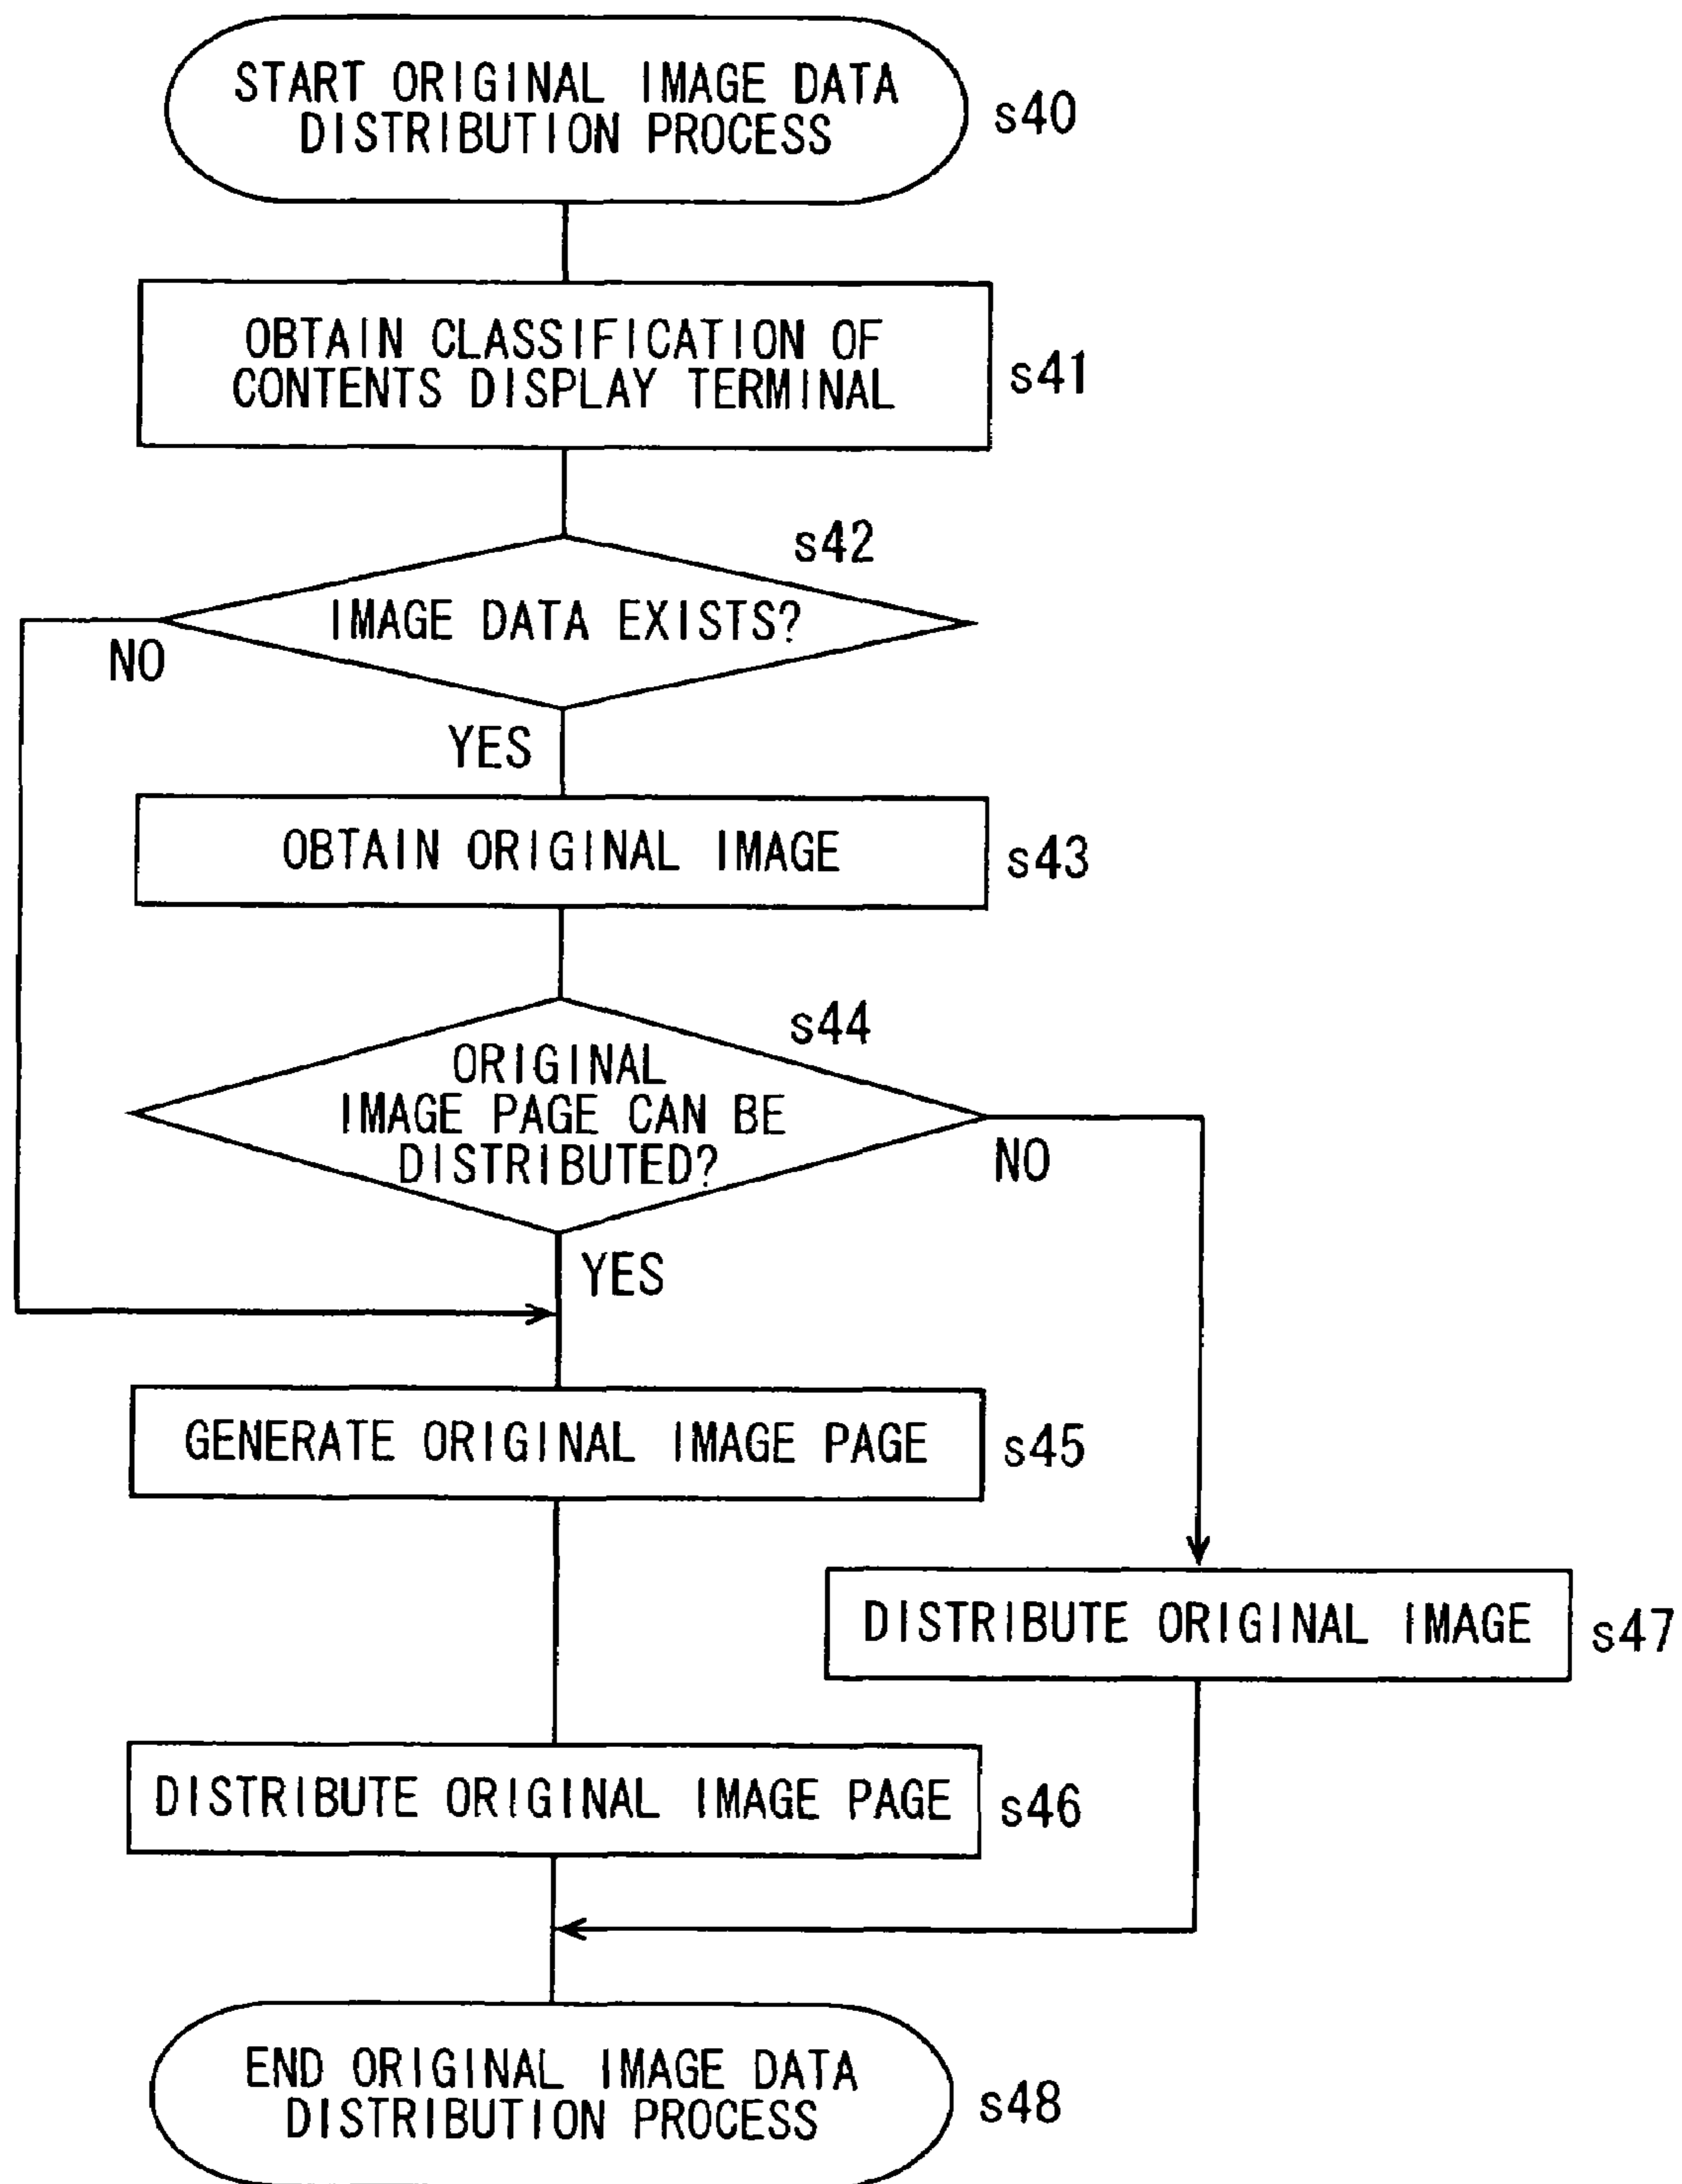 START ORIGINAL IMAGE DATA
DISTRIBUTION PROCESS
s40
OBTAIN CLASSIFICATION OF
CONTENTS DISPLAY TERMINAL
s41
s42
IMAGE DATA EXISTS?
NO
YES
OBTAIN ORIGINAL IMAGE
s43
s44
ORIGINAL
IMAGE PAGE CAN BE
DISTRIBUTED?
NO
YES
GENERATE ORIGINAL IMAGE PAGE
s45
DISTRIBUTE ORIGINAL IMAGE
s47
DISTRIBUTE ORIGINAL IMAGE PAGE
s46
END ORIGINAL IMAGE DATA
DISTRIBUTION PROCESS
s48